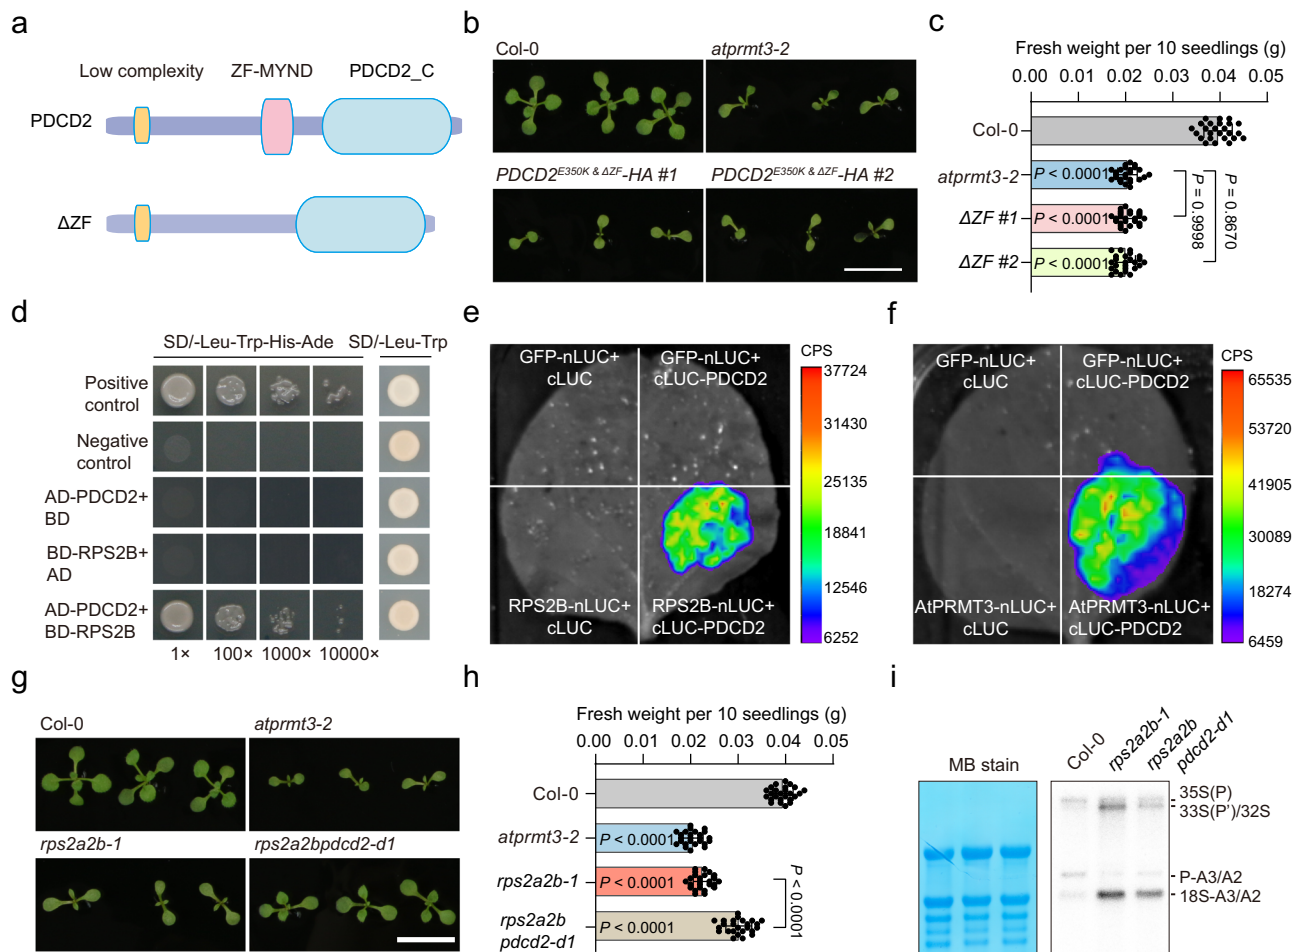 a
Low complexity
ZF-MYND
PDCD2_C
PDCD2
ΔZF
b
Col-0
atprmt3-2
PDCD2E350K & ΔZF-HA #1
PDCD2E350K & ΔZF-HA #2
c
Fresh weight per 10 seedlings (g)
0.00 0.01 0.02 0.03 0.04 0.05
Col-0
atprmt3-2
P < 0.0001
ΔZF #1
P < 0.0001
ΔZF #2
P < 0.0001
P = 0.9998
P = 0.8670
d
SD/-Leu-Trp-His-Ade
SD/-Leu-Trp
Positive
control
Negative
control
AD-PDCD2+
BD
BD-RPS2B+
AD
AD-PDCD2+
BD-RPS2B
1× 100× 1000× 10000×
e
GFP-nLUC+
cLUC
GFP-nLUC+
cLUC-PDCD2
RPS2B-nLUC+
cLUC
RPS2B-nLUC+
cLUC-PDCD2
CPS
37724
31430
25135
18841
12546
6252
f
GFP-nLUC+
cLUC
GFP-nLUC+
cLUC-PDCD2
AtPRMT3-nLUC+
cLUC
AtPRMT3-nLUC+
cLUC-PDCD2
CPS
65535
53720
41905
30089
18274
6459
g
Col-0
atprmt3-2
rps2a2b-1
rps2a2bpdcd2-d1
h
Fresh weight per 10 seedlings (g)
0.00 0.01 0.02 0.03 0.04 0.05
Col-0
atprmt3-2
P < 0.0001
rps2a2b-1
P < 0.0001
rps2a2b
pdcd2-d1
P < 0.0001
P < 0.0001
i
MB stain
Col-0
rps2a2b-1
rps2a2b
pdcd2-d1
35S(P)
33S(P')/32S
P-A3/A2
18S-A3/A2